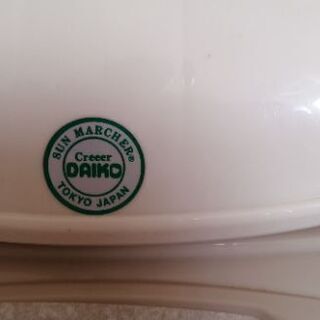 SUN MARCHER®
Creeer
DAIKO
TOKYO JAPAN